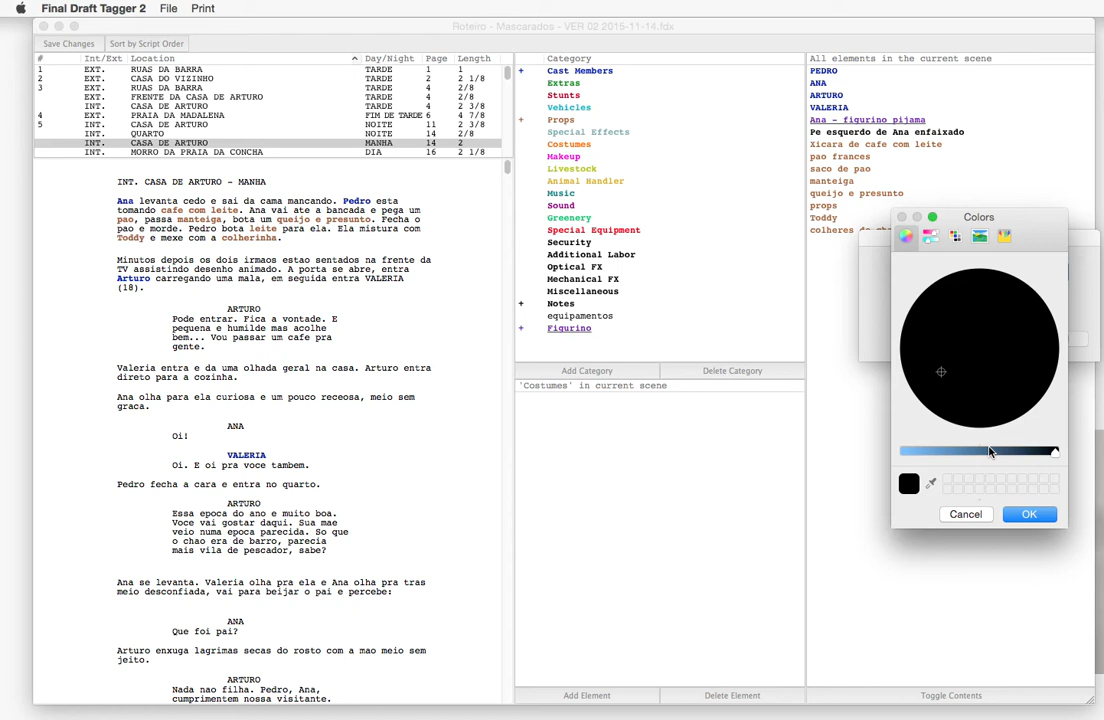 Final Draft Tagger 2 File Print
Roteiro - Mascarados - VER 02 2015-11-14.fdx
Save Changes Sort by Script Order
# Int/Ext Location Day/Night Page Length
1 EXT. RUAS DA BARRA TARDE 1 1
2 EXT. CASA DO VIZINHO TARDE 2 2 1/8
3 EXT. RUAS DA BARRA TARDE 4 2/8
EXT. FRENTE DA CASA DE ARTURO TARDE 4 2/8
INT. CASA DE ARTURO TARDE 4 2 3/8
4 EXT. PRAIA DA MADALENA FIM DE TARDE 6 4 7/8
5 INT. CASA DE ARTURO NOITE 11 2 3/8
INT. QUARTO NOITE 14 2/8
INT. CASA DE ARTURO MANHA 14 2
INT. MORRO DA PRAIA DA CONCHA DIA 16 2 1/8
INT. CASA DE ARTURO - MANHA
Ana levanta cedo e sai da cama mancando. Pedro esta
tomando cafe com leite. Ana vai ate a bancada e pega um
pao, passa manteiga, bota um queijo e presunto. Fecha o
pao e morde. Pedro bota leite para ela. Ela mistura com
Toddy e mexe com a colherinha.
Minutos depois os dois irmaos estao sentados na frente da
TV assistindo desenho animado. A porta se abre, entra
Arturo carregando uma mala, em seguida entra VALERIA
(18).
ARTURO
Pode entrar. Fica a vontade. E
pequena e humilde mas acolhe
bem... Vou passar um cafe pra
gente.
Valeria entra e da uma olhada geral na casa. Arturo entra
direto para a cozinha.
Ana olha para ela curiosa e um pouco receosa, meio sem
graca.
ANA
Oi!
VALERIA
Oi. E oi pra voce tambem.
Pedro fecha a cara e entra no quarto.
ARTURO
Essa epoca do ano e muito boa.
Voce vai gostar daqui. Sua mae
veio numa epoca parecida. So que
o chao era de barro, parecia
mais vila de pescador, sabe?
Ana se levanta. Valeria olha pra ela e Ana olha pra tras
meio desconfiada, vai para beijar o pai e percebe:
ANA
Que foi pai?
Arturo enxuga lagrimas secas do rosto com a mao meio sem
jeito.
ARTURO
Nada nao filha. Pedro, Ana,
cumprimentem nossa visitante.
Category
+ Cast Members
Extras
Stunts
Vehicles
+ Props
Special Effects
Costumes
Makeup
Livestock
Animal Handler
Music
Sound
Greenery
Special Equipment
Security
Additional Labor
Optical FX
Mechanical FX
Miscellaneous
+ Notes
equipamentos
+ Figurino
Add Category Delete Category
'Costumes' in current scene
Add Element Delete Element
All elements in the current scene
PEDRO
ANA
ARTURO
VALERIA
Ana - figurino pijama
Pe esquerdo de Ana enfaixado
Xicara de cafe com leite
pao frances
saco de pao
manteiga
queijo e presunto
props
Toddy
colheres de
Toggle Contents
Colors
Cancel OK